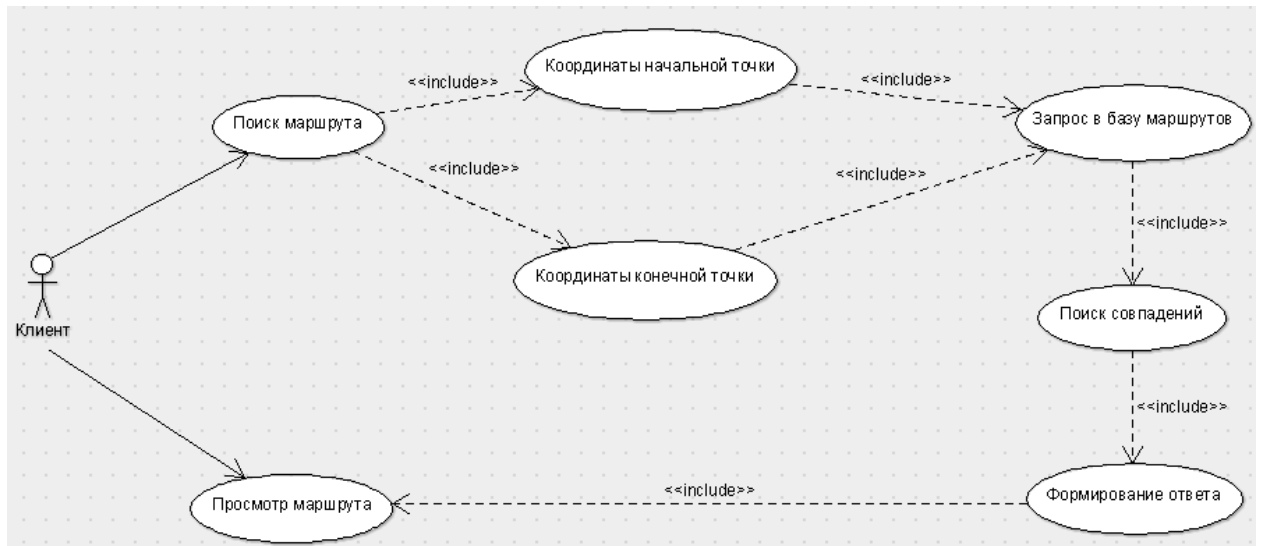 Координаты начальной точки
<<include>>
<<include>>
Поиск маршрута
Запрос в базу маршрутов
<<include>>
<<include>>
<<include>>
Координаты конечной точки
Поиск совпадений
Клиент
<<include>>
<<include>>
Просмотр маршрута
Формирование ответа